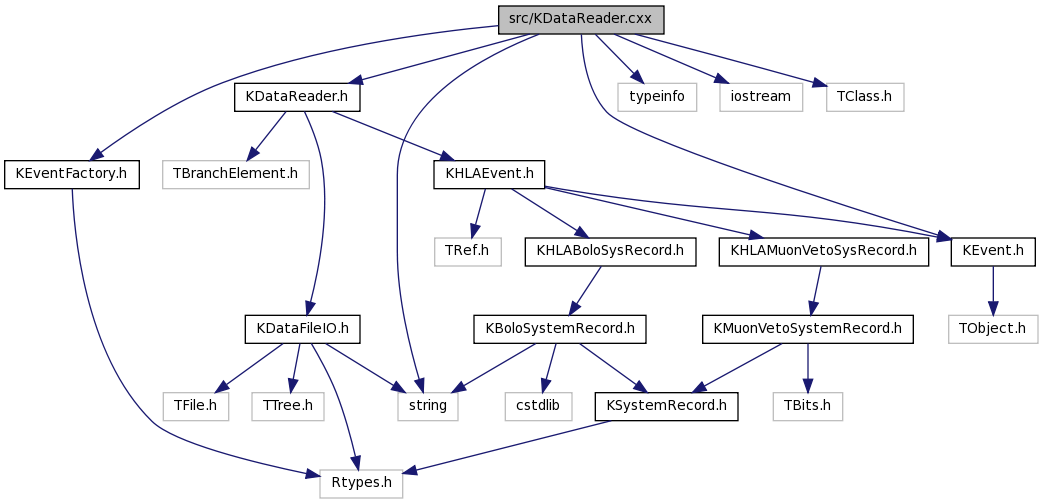 src/KDataReader.cxx
KDataReader.h
typeinfo
iostream
TClass.h
KEventFactory.h
TBranchElement.h
KHLAEvent.h
TRef.h
KHLABoloSysRecord.h
KHLAMuonVetoSysRecord.h
KEvent.h
KDataFileIO.h
KBoloSystemRecord.h
KMuonVetoSystemRecord.h
TObject.h
TFile.h
TTree.h
string
cstdlib
KSystemRecord.h
TBits.h
Rtypes.h